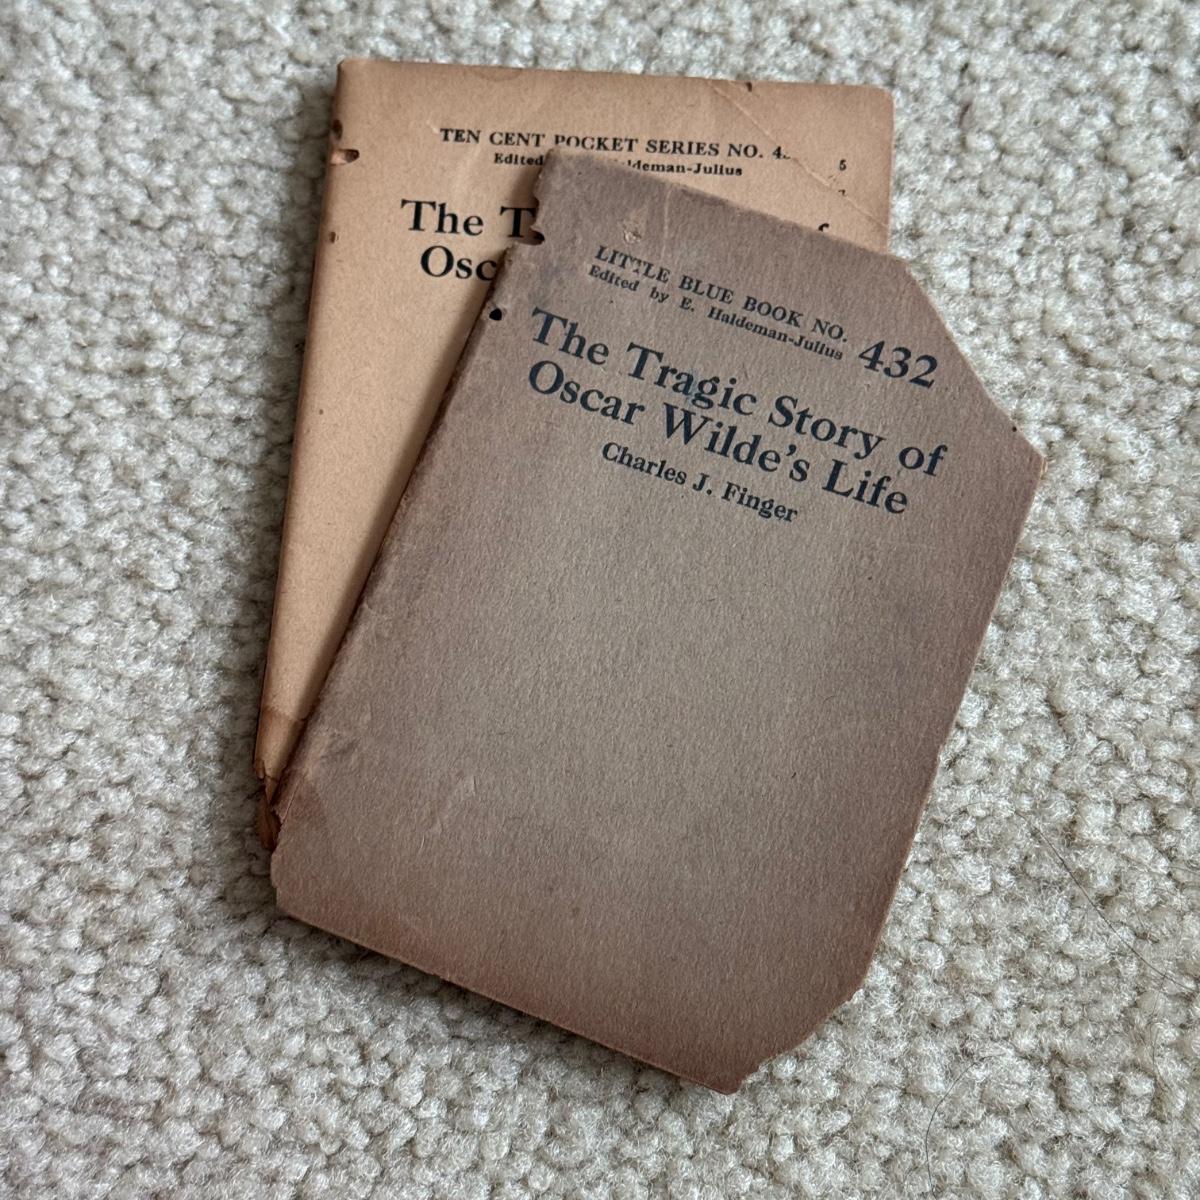 TEN CENT POCKET SERIES NO. 4
Edited Haldeman-Julius
The T
Osc
LITTLE BLUE BOOK NO. 432
Edited by E. Haldeman-Julius
The Tragic Story of
Oscar Wilde's Life
Charles J. Finger